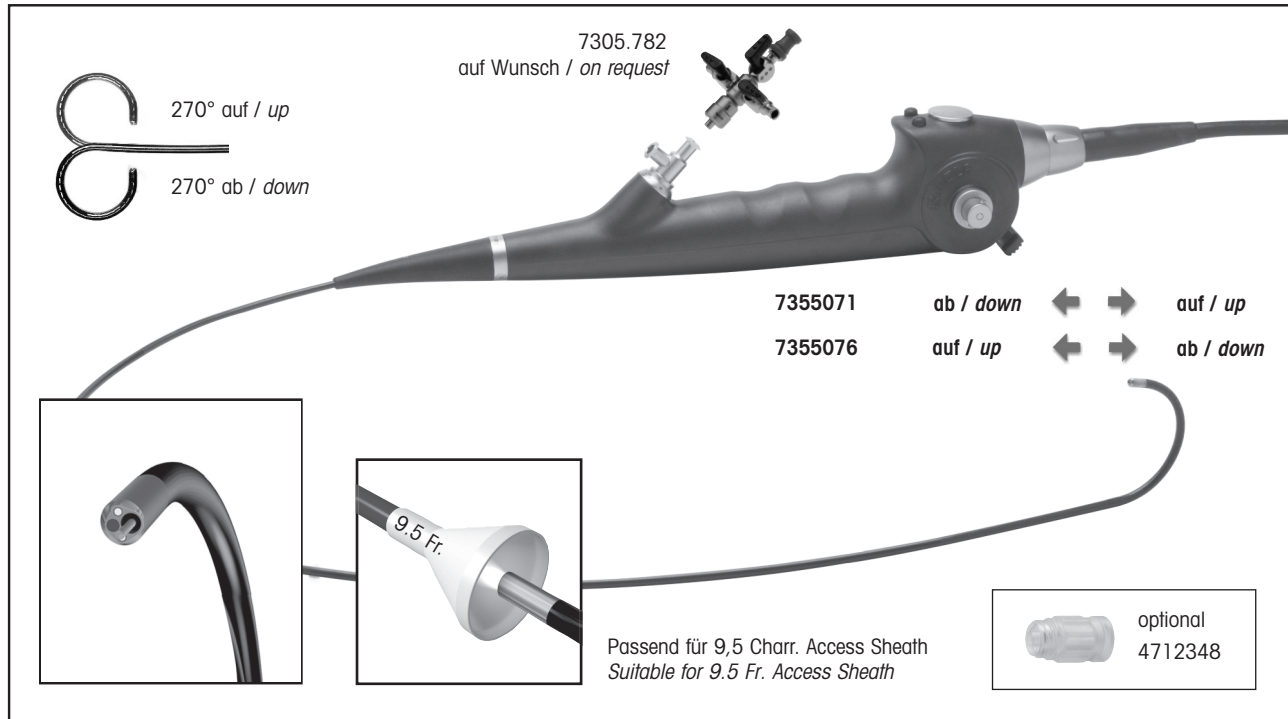 7305.782
auf Wunsch / on request
270° auf / up
270° ab / down
7355071 ab / down auf / up
7355076 auf / up ab / down
9.5 Fr.
Passend für 9,5 Charr. Access Sheath
Suitable for 9.5 Fr. Access Sheath
optional
4712348